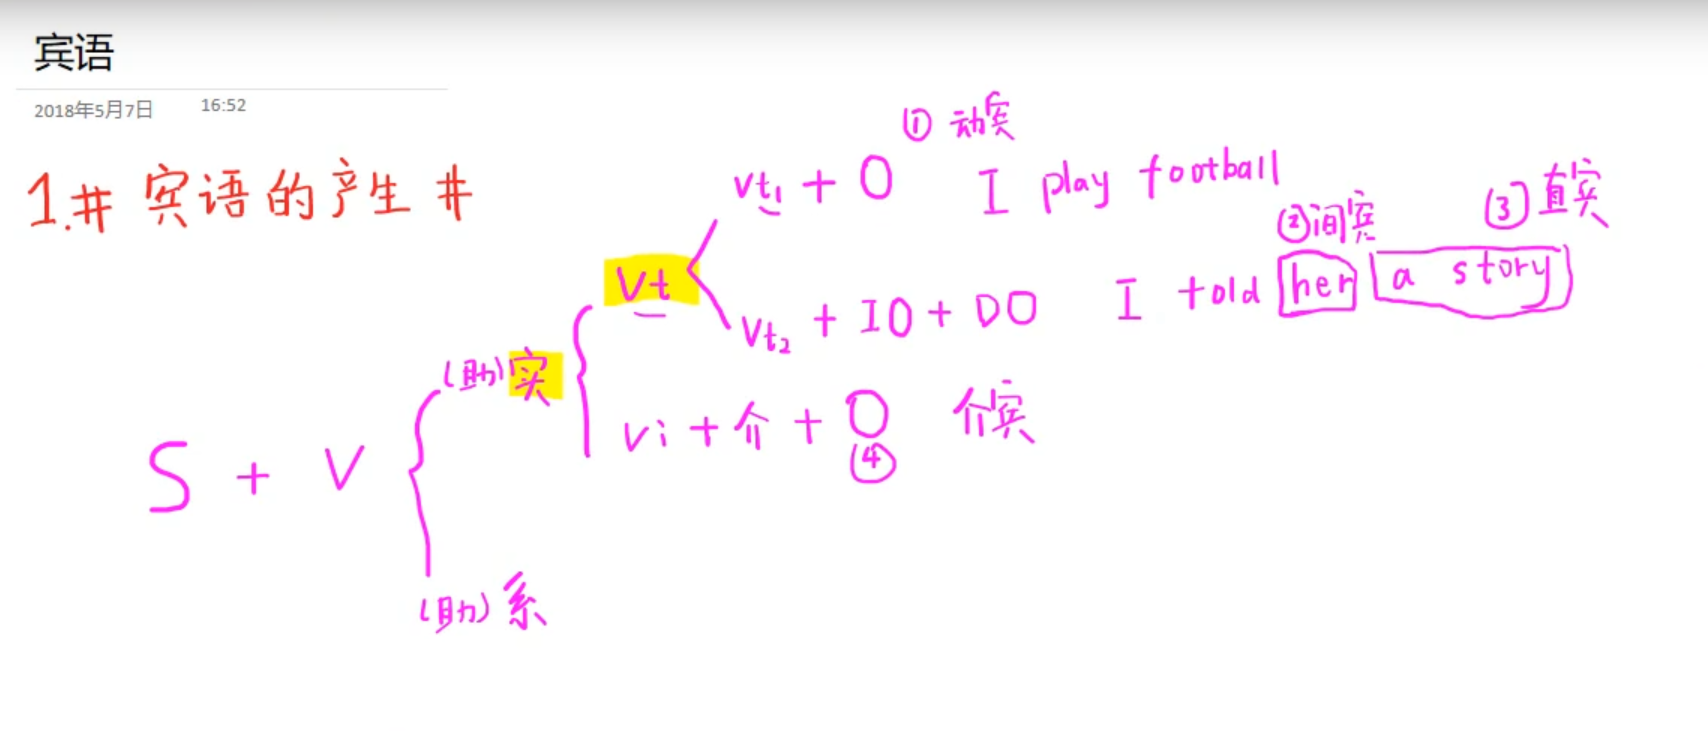 宾语
2018年5月7日 16:52
1.# 宾语的产生 #
① 动宾
vt1 + O I play football
②间宾 ③直宾
Vt
Vt2 + IO + DO I told her a story
(助)实
vi + 介 + O 介宾
④
S + V
(助)系